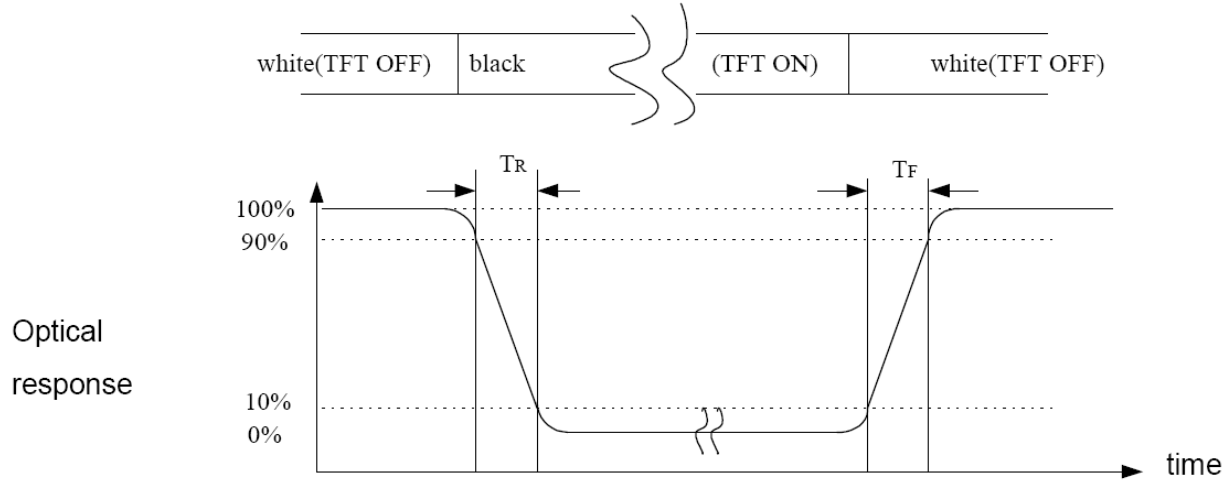 white(TFT OFF) black (TFT ON) white(TFT OFF)
TR TF
100%
90%
Optical
response
10%
0%
time